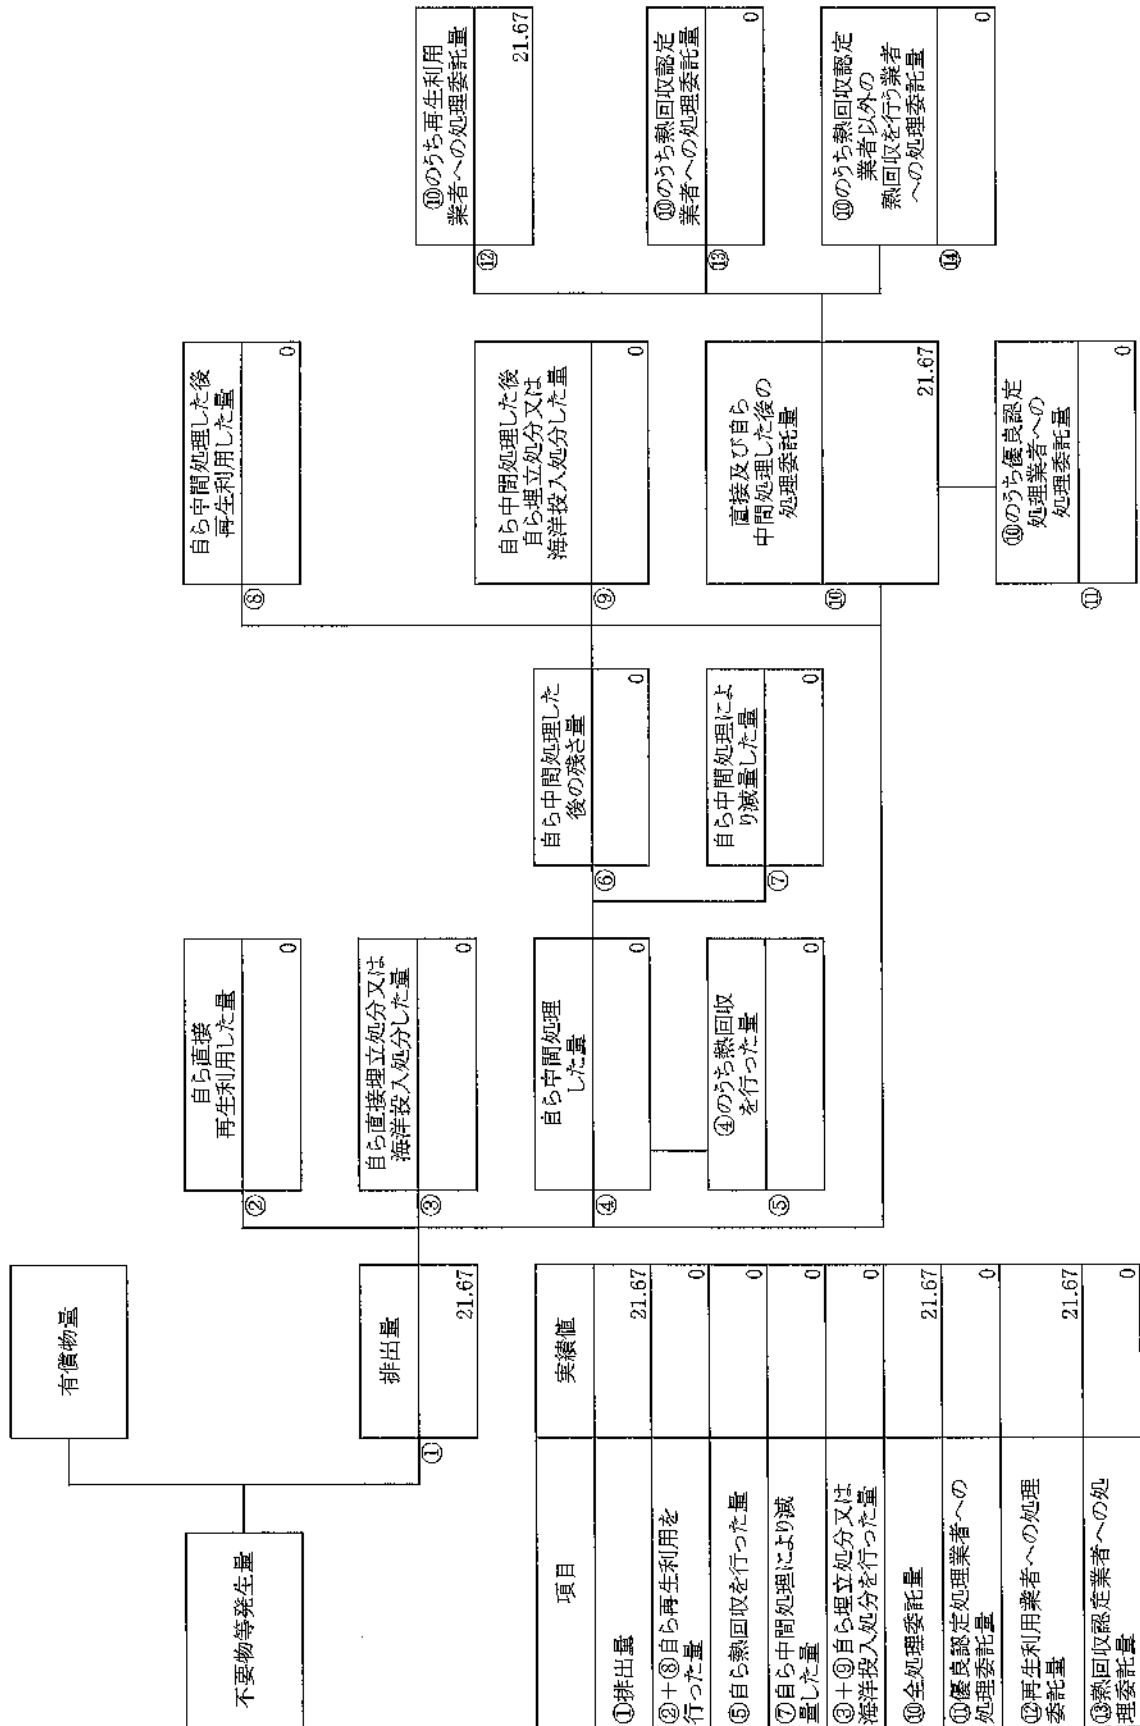 不要物等発生量
有償物量
①
排出量
21.67
②
自ら直接
再生利用した量
0
③
自ら直接埋立処分又は
海洋投入処分した量
0
④
自ら中間処理
した量
0
⑤
④のうち熱回収
を行った量
0
⑥
自ら中間処理した
後の残さ量
0
⑦
自ら中間処理によ
り減量した量
0
⑧
自ら中間処理した後
再生利用した量
0
⑨
自ら中間処理した後
自ら埋立処分又は
海洋投入処分した量
0
⑩
直接及び自ら
中間処理した後の
処理委託量
21.67
⑪
⑩のうち優良認定
処理業者への
処理委託量
0
⑫
⑩のうち再生利用
業者への処理委託量
21.67
⑬
⑩のうち熱回収認定
業者への処理委託量
0
⑭
⑩のうち熱回収認定
業者以外の
熱回収を行う業者
への処理委託量
0
項目 実績値
①排出量 21.67
②+⑧自ら再生利用を
行った量 0
⑤自ら熱回収を行った量 0
⑦自ら中間処理により減
量した量 0
③+⑨自ら埋立処分又は
海洋投入処分を行った量 0
⑩全処理委託量 21.67
⑪優良認定処理業者への
処理委託量 0
⑫再生利用業者への処理
委託量 21.67
⑬熱回収認定業者への処
理委託量 0